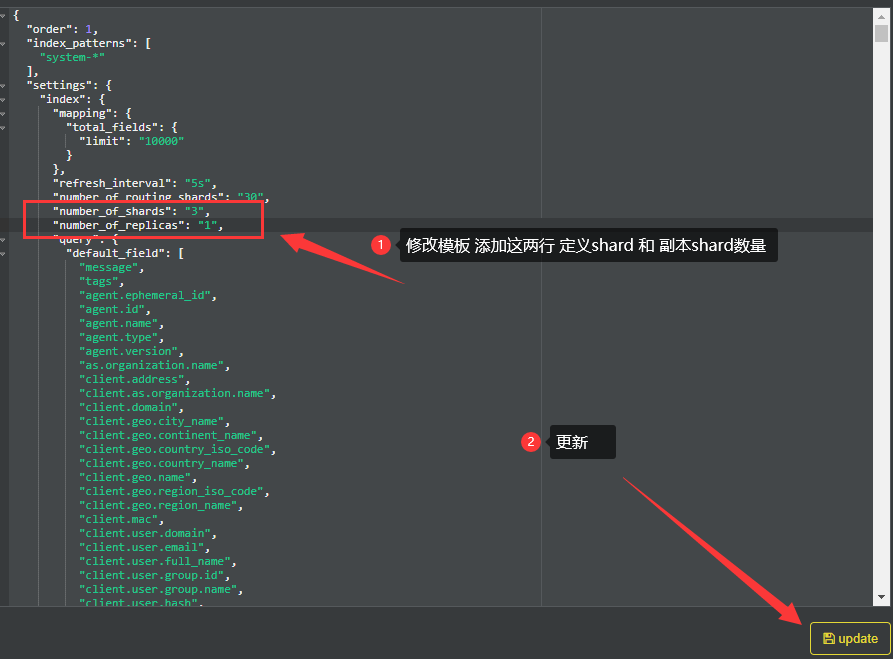 {
"order": 1,
"index_patterns": [
"system-*"
],
"settings": {
"index": {
"mapping": {
"total_fields": {
"limit": "10000"
}
},
"refresh_interval": "5s",
"number_of_routing_shards": "30",
"number_of_shards": "3",
"number_of_replicas": "1",
1 修改模板 添加这两行 定义shard 和 副本shard数量
"query": {
"default_field": [
"message",
"tags",
"agent.ephemeral_id",
"agent.id",
"agent.name",
"agent.type",
"agent.version",
"as.organization.name",
"client.address",
"client.as.organization.name",
"client.domain",
"client.geo.city_name",
"client.geo.continent_name",
2 更新
"client.geo.country_iso_code",
"client.geo.country_name",
"client.geo.name",
"client.geo.region_iso_code",
"client.geo.region_name",
"client.mac",
"client.user.domain",
"client.user.email",
"client.user.full_name",
"client.user.group.id",
"client.user.group.name",
"client.user.hash",
update